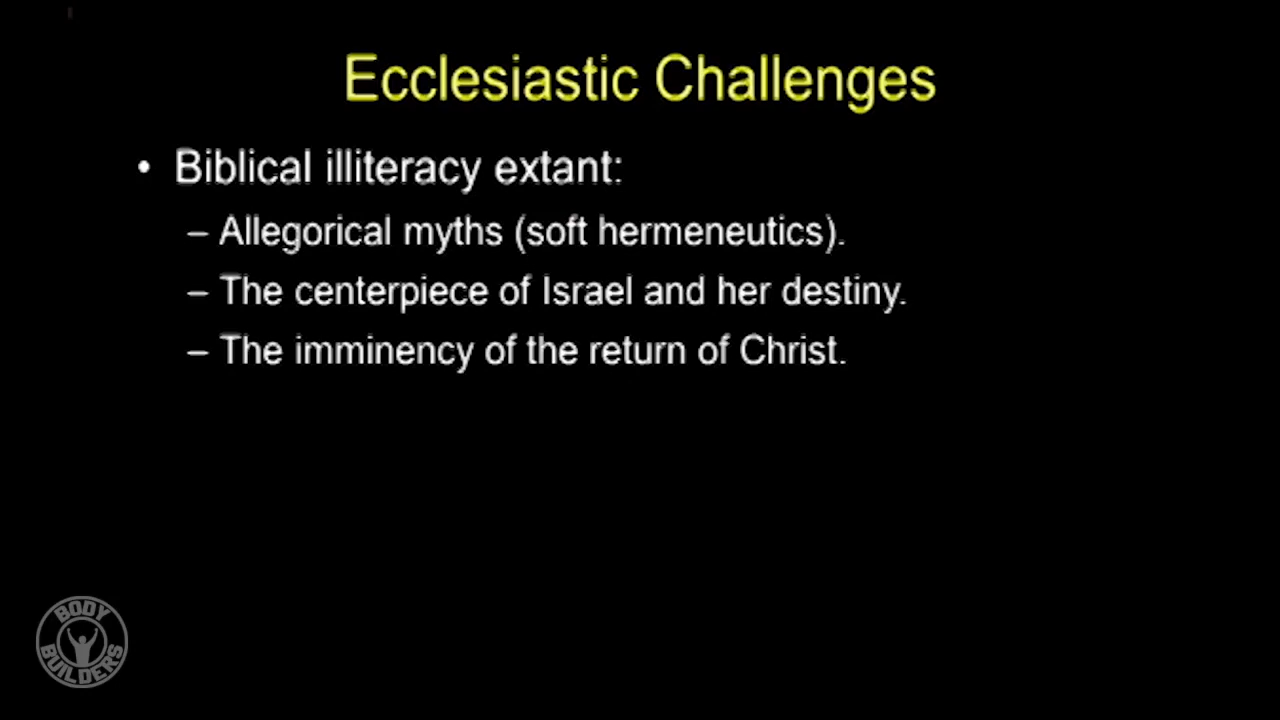 Ecclesiastic Challenges
• Biblical illiteracy extant:
– Allegorical myths (soft hermeneutics).
– The centerpiece of Israel and her destiny.
– The imminency of the return of Christ.
BODY
BUILDERS